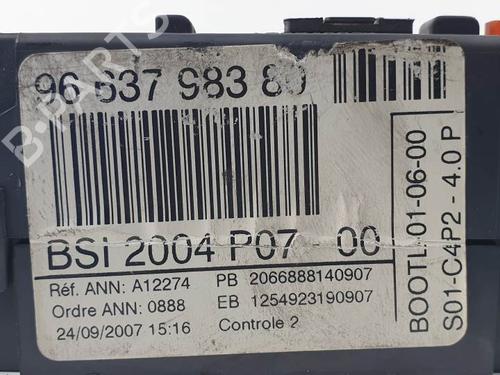 96 637 983 80
BSI 2004 P07 - 00
Réf. ANN: A12274 PB 2066888140907
Ordre ANN: 0888 EB 1254923190907
24/09/2007 15:16 Controle 2
BOOTL-01-06-00
S01-C4P2 - 4.0 P
B-PARTS